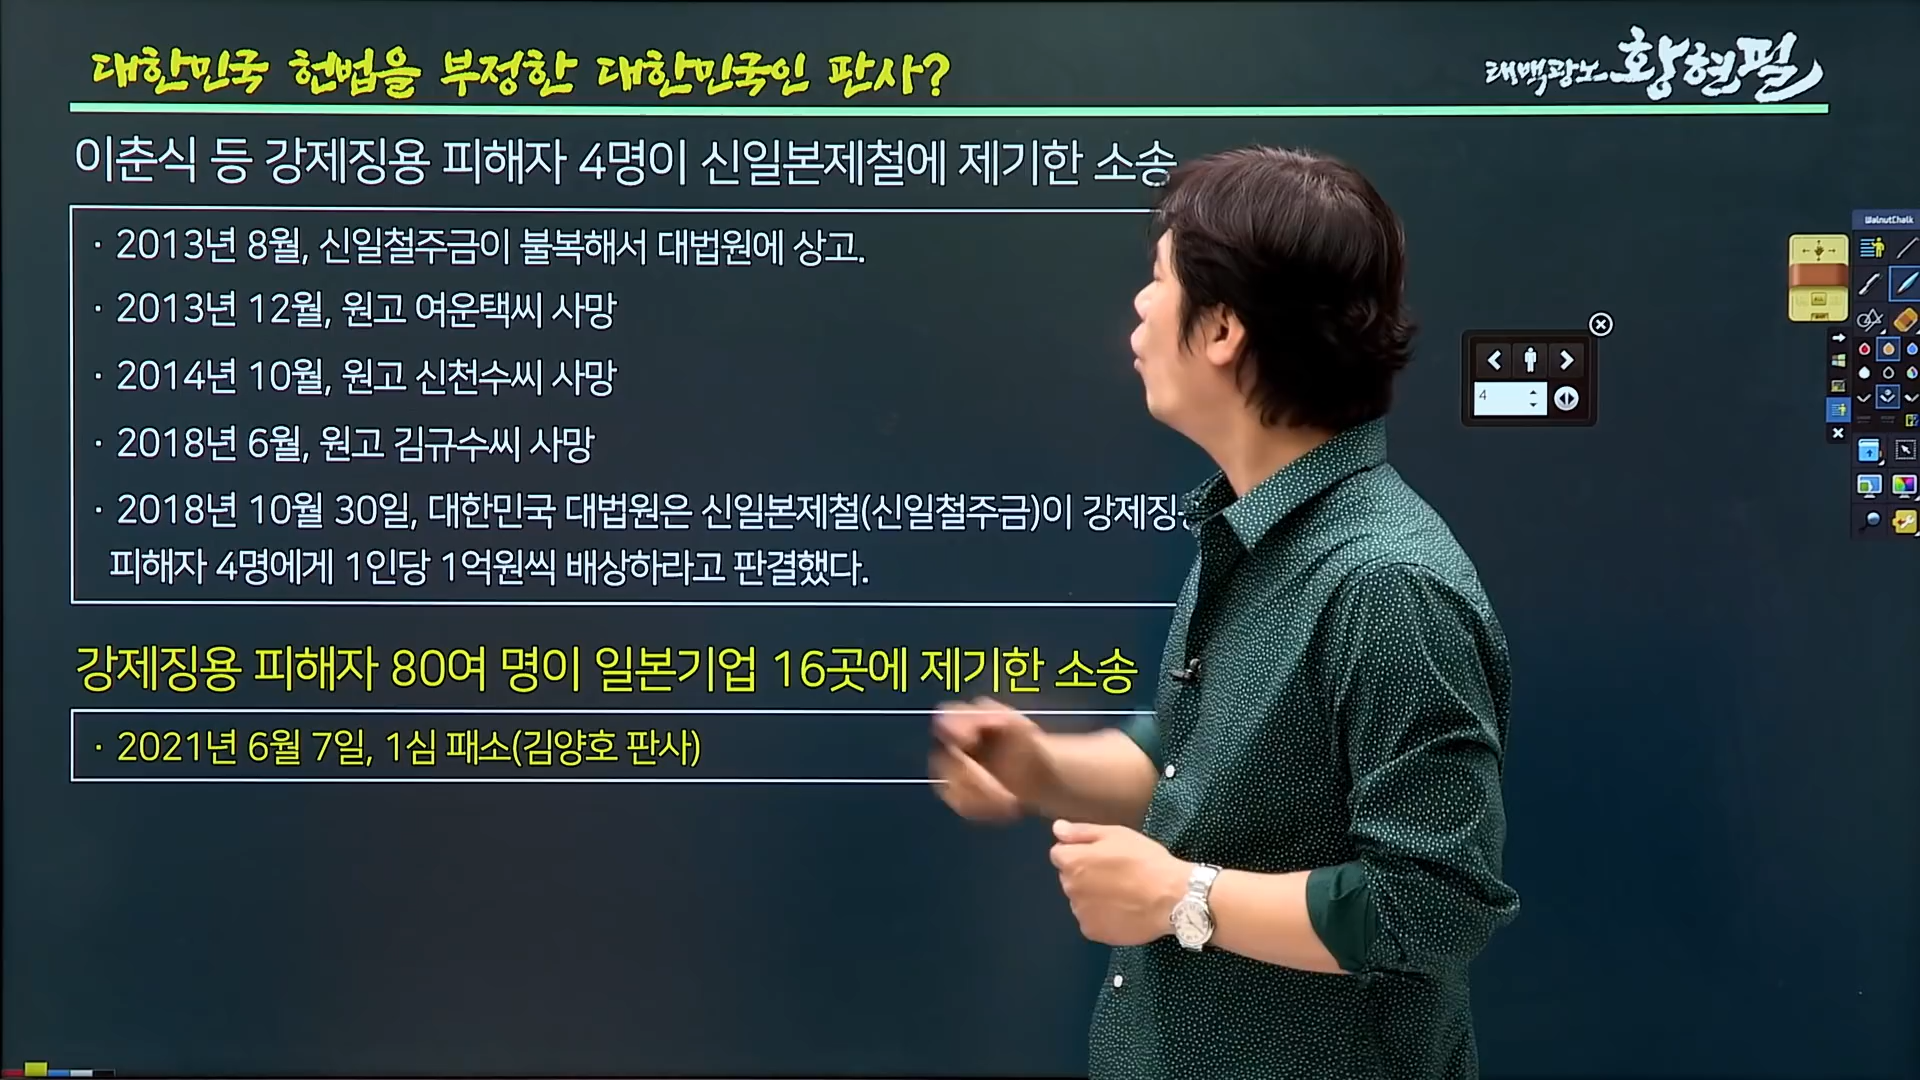 대한민국 헌법을 부정한 대한민국인 판사?
태백광노 황현필
이춘식 등 강제징용 피해자 4명이 신일본제철에 제기한 소송
· 2013년 8월, 신일철주금이 불복해서 대법원에 상고.
· 2013년 12월, 원고 여운택씨 사망
· 2014년 10월, 원고 신천수씨 사망
· 2018년 6월, 원고 김규수씨 사망
· 2018년 10월 30일, 대한민국 대법원은 신일본제철(신일철주금)이 강제징용
피해자 4명에게 1인당 1억원씩 배상하라고 판결했다.
강제징용 피해자 80여 명이 일본기업 16곳에 제기한 소송
· 2021년 6월 7일, 1심 패소(김양호 판사)
WalnutChalk
4